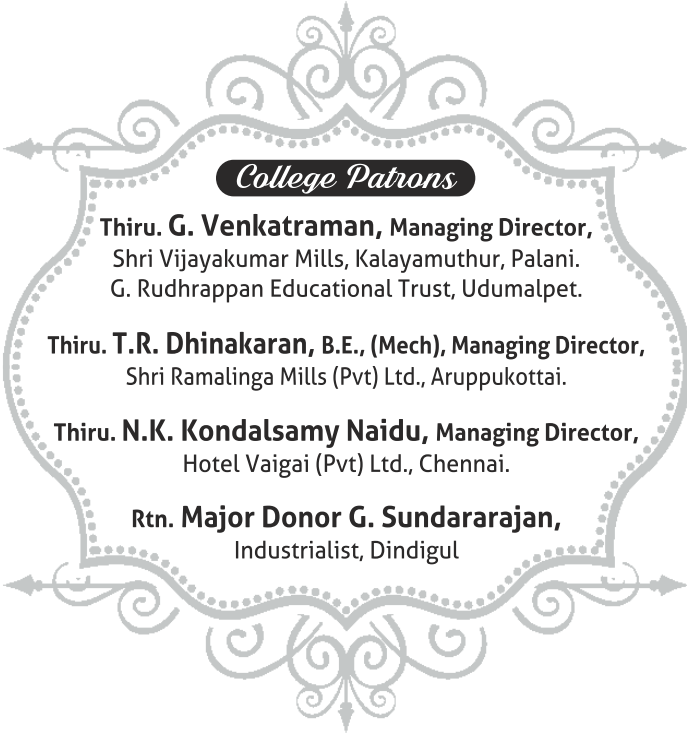 College Patrons
Thiru. G. Venkatraman, Managing Director,
Shri Vijayakumar Mills, Kalayamuthur, Palani.
G. Rudhrappan Educational Trust, Udumalpet.
Thiru. T.R. Dhinakaran, B.E., (Mech), Managing Director,
Shri Ramalinga Mills (Pvt) Ltd., Aruppukottai.
Thiru. N.K. Kondalsamy Naidu, Managing Director,
Hotel Vaigai (Pvt) Ltd., Chennai.
Rtn. Major Donor G. Sundararajan,
Industrialist, Dindigul